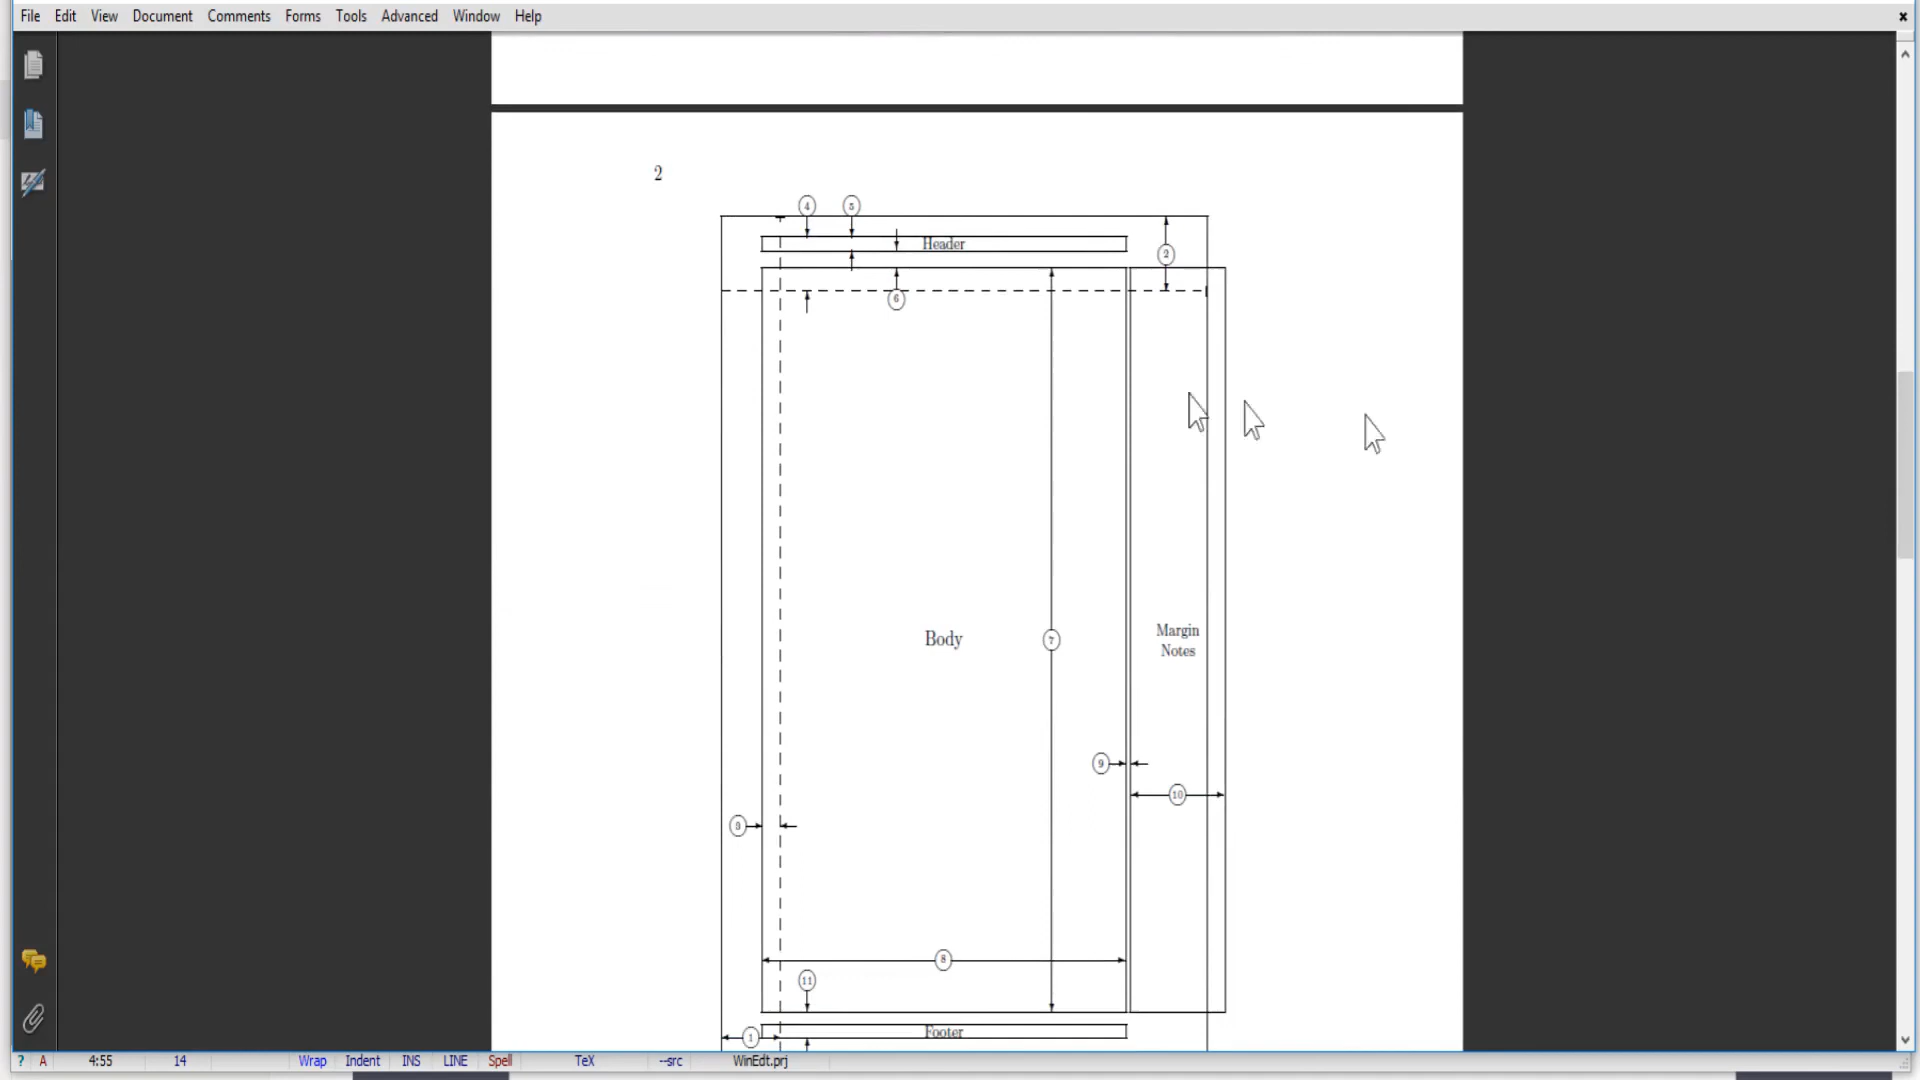 File Edit View Document Comments Forms Tools Advanced Window Help
2
4 5
Header
2
6
Body
7
Margin
Notes
9
10
3
8
11
Footer
1
? A 4:55 14 Wrap Indent INS LINE Spell TeX --src WinEdt.prj